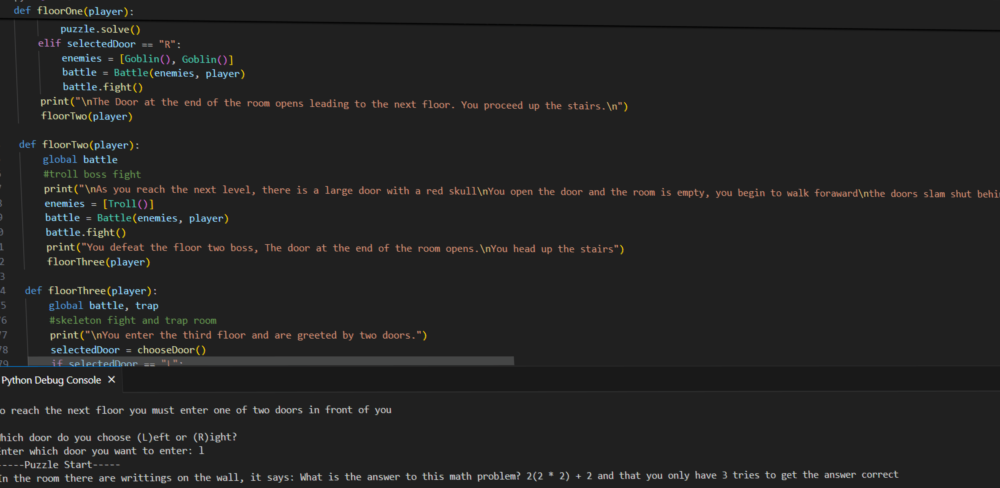 def floorOne(player):
puzzle.solve()
elif selectedDoor == "R":
enemies = [Goblin(), Goblin()]
battle = Battle(enemies, player)
battle.fight()
print("\nThe Door at the end of the room opens leading to the next floor. You proceed up the stairs.\n")
floorTwo(player)
def floorTwo(player):
global battle
#troll boss fight
print("\nAs you reach the next level, there is a large door with a red skull\nYou open the door and the room is empty, you begin to walk foraward\nthe doors slam shut behi
enemies = [Troll()]
battle = Battle(enemies, player)
battle.fight()
print("You defeat the floor two boss, The door at the end of the room opens.\nYou head up the stairs")
floorThree(player)
4 def floorThree(player):
5 global battle, trap
76 #skeleton fight and trap room
77 print("\nYou enter the third floor and are greeted by two doors.")
78 selectedDoor = chooseDoor()
79 if selectedDoor == "L":
Python Debug Console
o reach the next floor you must enter one of two doors in front of you
hich door do you choose (L)eft or (R)ight?
nter which door you want to enter: l
-----Puzzle Start-----
In the room there are writtings on the wall, it says: What is the answer to this math problem? 2(2 * 2) + 2 and that you only have 3 tries to get the answer correct